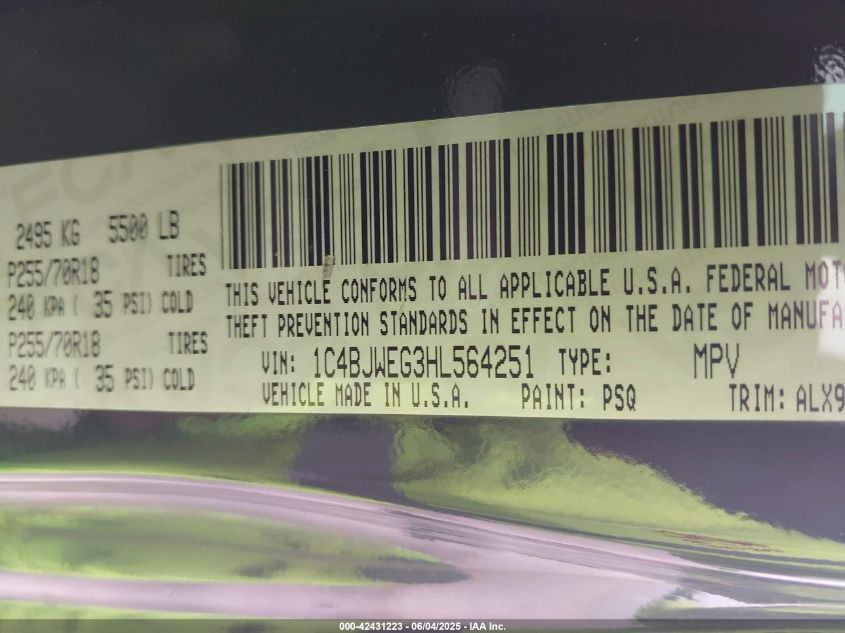 2495 KG 5500 LB
P255/70R18 TIRES
240 KPA ( 35 PSI) COLD
P255/70R18 TIRES
240 KPA ( 35 PSI) COLD
THIS VEHICLE CONFORMS TO ALL APPLICABLE U.S.A. FEDERAL MOT
THEFT PREVENTION STANDARDS IN EFFECT ON THE DATE OF MANUFA
VIN: 1C4BJWEG3HL564251 TYPE: MPV
VEHICLE MADE IN U.S.A. PAINT: PSQ TRIM: ALX9
000-42431223 - 06/04/2025 - IAA Inc.